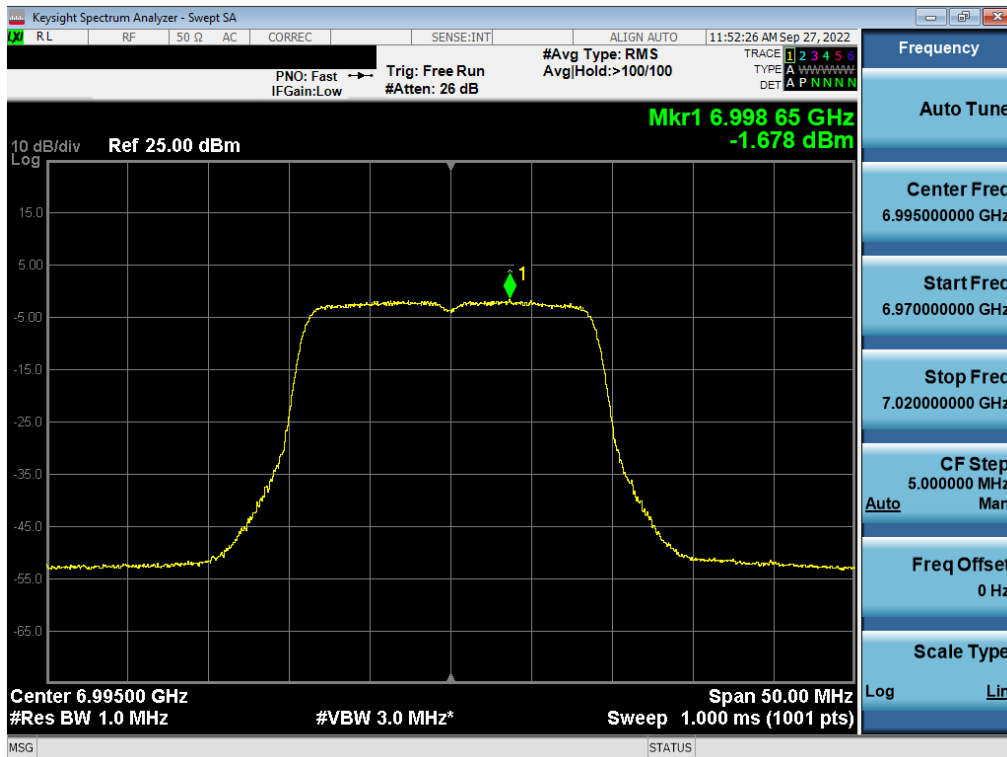 Keysight Spectrum Analyzer - Swept SA
LXI RL RF 50 Ω AC CORREC SENSE:INT ALIGN AUTO 11:52:26 AM Sep 27, 2022
PNO: Fast
IFGain:Low
Trig: Free Run
#Atten: 26 dB
#Avg Type: RMS
Avg|Hold:>100/100
TRACE 1 2 3 4 5 6
TYPE A WWWWW
DET A P N N N N
Mkr1 6.998 65 GHz
-1.678 dBm
10 dB/div Ref 25.00 dBm
Log
15.0
5.00
-5.00
-15.0
-25.0
-35.0
-45.0
-55.0
-65.0
1
Center 6.99500 GHz Span 50.00 MHz
#Res BW 1.0 MHz #VBW 3.0 MHz* Sweep 1.000 ms (1001 pts)
MSG STATUS
Frequency
Auto Tune
Center Freq
6.995000000 GHz
Start Freq
6.970000000 GHz
Stop Freq
7.020000000 GHz
CF Step
5.000000 MHz
Auto Man
Freq Offset
0 Hz
Scale Type
Log Lin